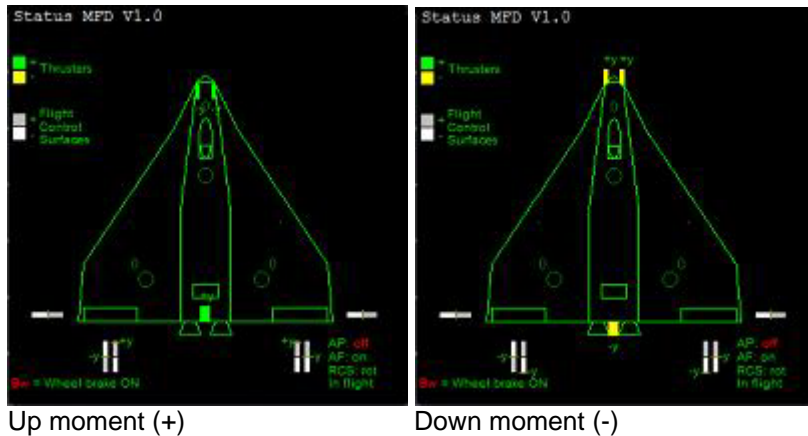 Status MFD V1.0
+ Thrusters
-
+ Flight
Control
- Surfaces
+y
-y +y
+y -y
AP: off
AF: on
RCS: rot
Bw = Wheel brake ON In flight
Up moment (+)
Status MFD V1.0
+y +y
+ Thrusters
-
+ Flight
Control
- Surfaces
-y
-y -y
-y -y
AP: off
AF: on
RCS: rot
Bw = Wheel brake ON In flight
Down moment (-)